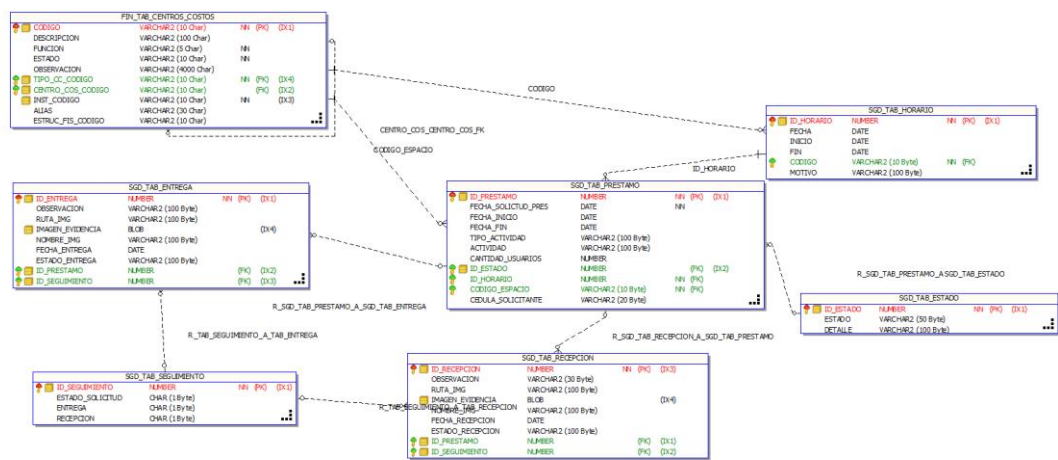 FIN_TAB_CENTROS_COSTOS
CODIGO VARCHAR2 (10 Char) NN (PK) (IX1)
DESCRIPCION VARCHAR2 (100 Char)
FUNCION VARCHAR2 (5 Char) NN
ESTADO VARCHAR2 (10 Char) NN
OBSERVACION VARCHAR2 (4000 Char)
TIPO_CC_CODIGO VARCHAR2 (10 Char) NN (FK) (IX4)
CENTRO_COS_CODIGO VARCHAR2 (10 Char) (FK) (IX2)
INST_CODIGO VARCHAR2 (10 Char) NN (IX3)
ALIAS VARCHAR2 (30 Char)
ESTRUC_FIS_CODIGO VARCHAR2 (10 Char)
CODIGO
CENTRO_COS_CENTRO_COS_FK
CODIGO_ESPACIO
SGD_TAB_HORARIO
ID_HORARIO NUMBER NN (PK) (IX1)
FECHA DATE
INICIO DATE
FIN DATE
CODIGO VARCHAR2 (10 Byte) NN (FK)
MOTIVO VARCHAR2 (100 Byte)
ID_HORARIO
SGD_TAB_ENTREGA
ID_ENTREGA NUMBER NN (PK) (IX1)
OBSERVACION VARCHAR2 (100 Byte)
RUTA_IMG VARCHAR2 (100 Byte)
IMAGEN_EVIDENCIA BLOB (IX4)
NOMBRE_IMG VARCHAR2 (100 Byte)
FECHA_ENTREGA DATE
ESTADO_ENTREGA VARCHAR2 (100 Byte)
ID_PRESTAMO NUMBER (FK) (IX2)
ID_SEGUIMIENTO NUMBER (FK) (IX3)
SGD_TAB_PRESTAMO
ID_PRESTAMO NUMBER NN (PK) (IX1)
FECHA_SOLICTUD_PRES DATE NN
FECHA_INICIO DATE
FECHA_FIN DATE
TIPO_ACTIVIDAD VARCHAR2 (100 Byte)
ACTIVIDAD VARCHAR2 (100 Byte)
CANTIDAD_USUARIOS NUMBER
ID_ESTADO NUMBER (FK) (IX2)
ID_HORARIO NUMBER NN (FK)
CODIGO_ESPACIO VARCHAR2 (10 Byte) NN (FK)
CEDULA_SOLICITANTE VARCHAR2 (20 Byte)
R_SGD_TAB_PRESTAMO_ASGD_TAB_ESTADO
SGD_TAB_ESTADO
ID_ESTADO NUMBER NN (PK) (IX1)
ESTADO VARCHAR2 (50 Byte)
DETALLE VARCHAR2 (100 Byte)
R_SGD_TAB_PRESTAMO_A_SGD_TAB_ENTREGA
R_TAB_SEGUIMIENTO_A_TAB_ENTREGA
R_SGD_TAB_RECEPCION_A_SGD_TAB_PRESTAMO
SGD_TAB_SEGUIMIENTO
ID_SEGUIMIENTO NUMBER NN (PK) (IX1)
ESTADO_SOLICITUD CHAR (1Byte)
ENTREGA CHAR (1Byte)
RECEPCION CHAR (1Byte)
R_TAB_SEGUIMIENTO_A_TAB_RECEPCION
SGD_TAB_RECEPCION
ID_RECEPCION NUMBER NN (PK) (IX3)
OBSERVACION VARCHAR2 (30 Byte)
RUTA_IMG VARCHAR2 (100 Byte)
IMAGEN_EVIDENCIA BLOB (IX4)
NOMBRE_IMG VARCHAR2 (100 Byte)
FECHA_RECEPCION DATE
ESTADO_RECEPCION VARCHAR2 (100 Byte)
ID_PRESTAMO NUMBER (FK) (IX1)
ID_SEGUIMIENTO NUMBER (FK) (IX2)